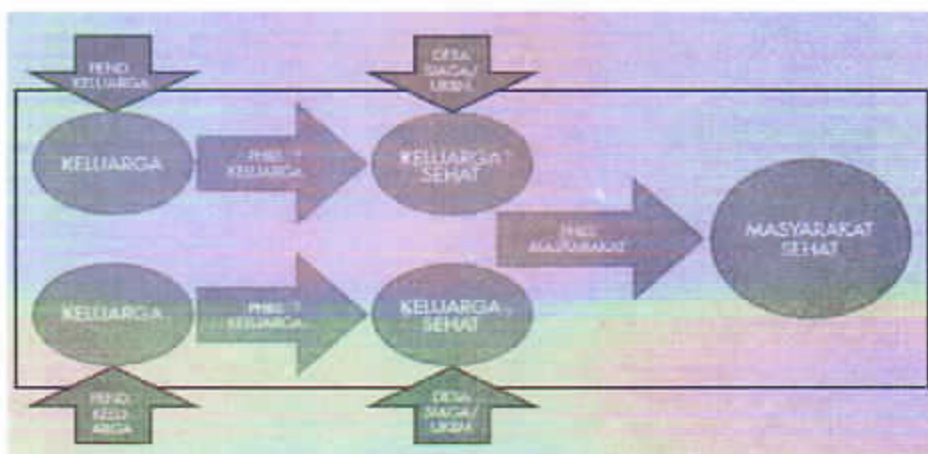 PEND.
KELUARGA
DESA
SIAGA/
UKBM
KELUARGA
PHBS
KELUARGA
KELUARGA
SEHAT
PHBS
MASYARAKAT
MASYARAKAT
SEHAT
KELUARGA
PHBS
KELUARGA
KELUARGA
SEHAT
PEND.
KELU-
ARGA
DESA
SIAGA/
UKBM